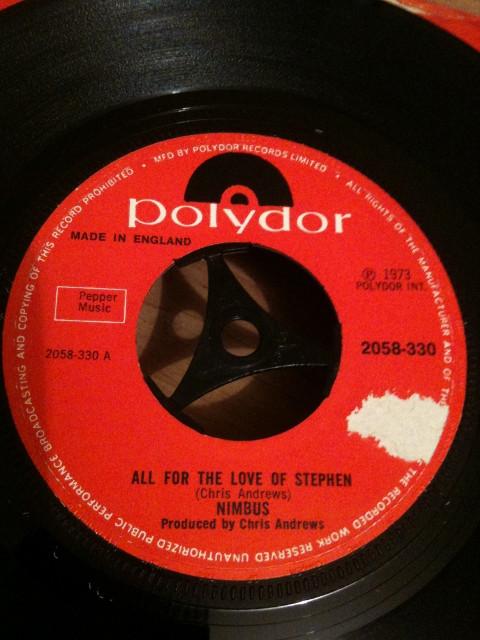 MFD BY POLYDOR RECORDS LIMITED • ALL RIGHTS OF THE MANUFACTURER AND OF THE
THE RECORDED WORK RESERVED UNAUTHORIZED PUBLIC PERFORMANCE BROADCASTING AND COPYING OF THIS RECORD PROHIBITED •
polydor
MADE IN ENGLAND
℗ 1973
POLYDOR INT.
Pepper
Music
2058-330 A
2058-330
ALL FOR THE LOVE OF STEPHEN
(Chris Andrews)
NIMBUS
Produced by Chris Andrews